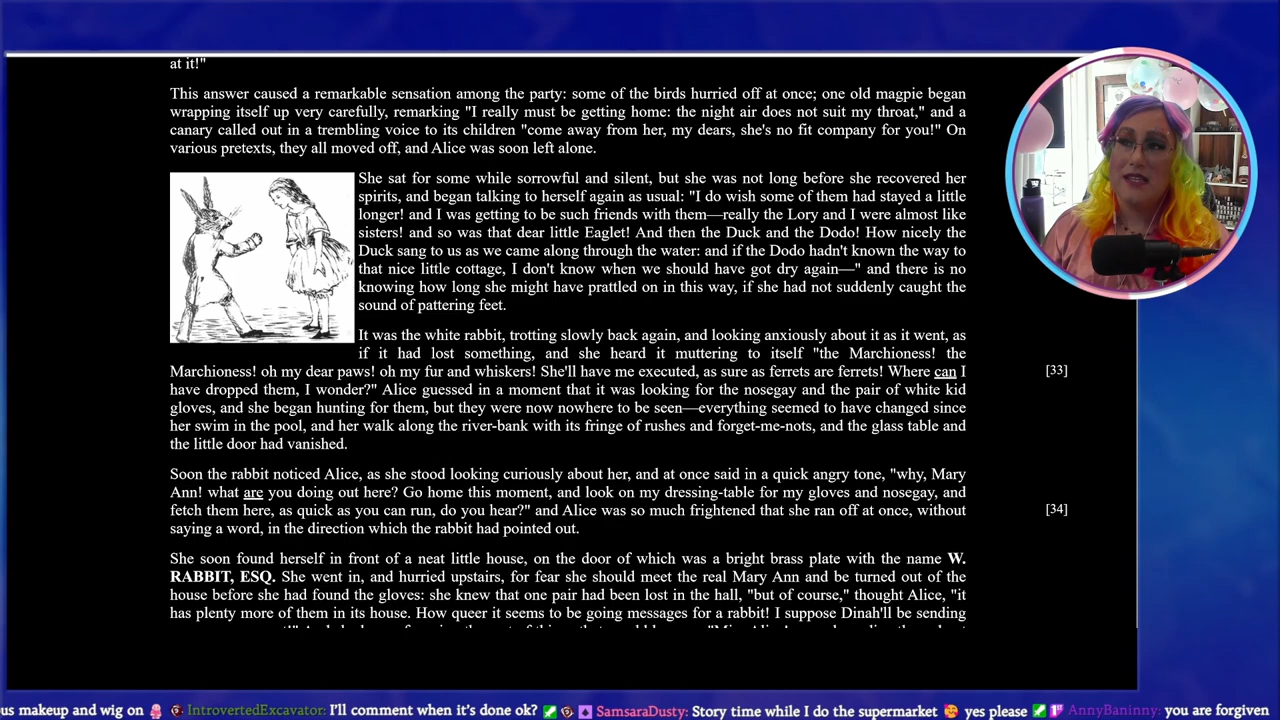 at it!"
This answer caused a remarkable sensation among the party: some of the birds hurried off at once; one old magpie began
wrapping itself up very carefully, remarking "I really must be getting home: the night air does not suit my throat," and a
canary called out in a trembling voice to its children "come away from her, my dears, she's no fit company for you!" On
various pretexts, they all moved off, and Alice was soon left alone.
She sat for some while sorrowful and silent, but she was not long before she recovered her
spirits, and began talking to herself again as usual: "I do wish some of them had stayed a little
longer! and I was getting to be such friends with them—really the Lory and I were almost like
sisters! and so was that dear little Eaglet! And then the Duck and the Dodo! How nicely the
Duck sang to us as we came along through the water: and if the Dodo hadn't known the way to
that nice little cottage, I don't know when we should have got dry again—" and there is no
knowing how long she might have prattled on in this way, if she had not suddenly caught the
sound of pattering feet.
It was the white rabbit, trotting slowly back again, and looking anxiously about it as it went, as
if it had lost something, and she heard it muttering to itself "the Marchioness! the
Marchioness! oh my dear paws! oh my fur and whiskers! She'll have me executed, as sure as ferrets are ferrets! Where can I [33]
have dropped them, I wonder?" Alice guessed in a moment that it was looking for the nosegay and the pair of white kid
gloves, and she began hunting for them, but they were now nowhere to be seen—everything seemed to have changed since
her swim in the pool, and her walk along the river-bank with its fringe of rushes and forget-me-nots, and the glass table and
the little door had vanished.
Soon the rabbit noticed Alice, as she stood looking curiously about her, and at once said in a quick angry tone, "why, Mary
Ann! what are you doing out here? Go home this moment, and look on my dressing-table for my gloves and nosegay, and
fetch them here, as quick as you can run, do you hear?" and Alice was so much frightened that she ran off at once, without [34]
saying a word, in the direction which the rabbit had pointed out.
She soon found herself in front of a neat little house, on the door of which was a bright brass plate with the name W.
RABBIT, ESQ. She went in, and hurried upstairs, for fear she should meet the real Mary Ann and be turned out of the
house before she had found the gloves: she knew that one pair had been lost in the hall, "but of course," thought Alice, "it
has plenty more of them in its house. How queer it seems to be going messages for a rabbit! I suppose Dinah'll be sending
us makeup and wig on IntrovertedExcavator: I'll comment when it's done ok? SamsaraDusty: Story time while I do the supermarket yes please AnnyBaninny: you are forgiven